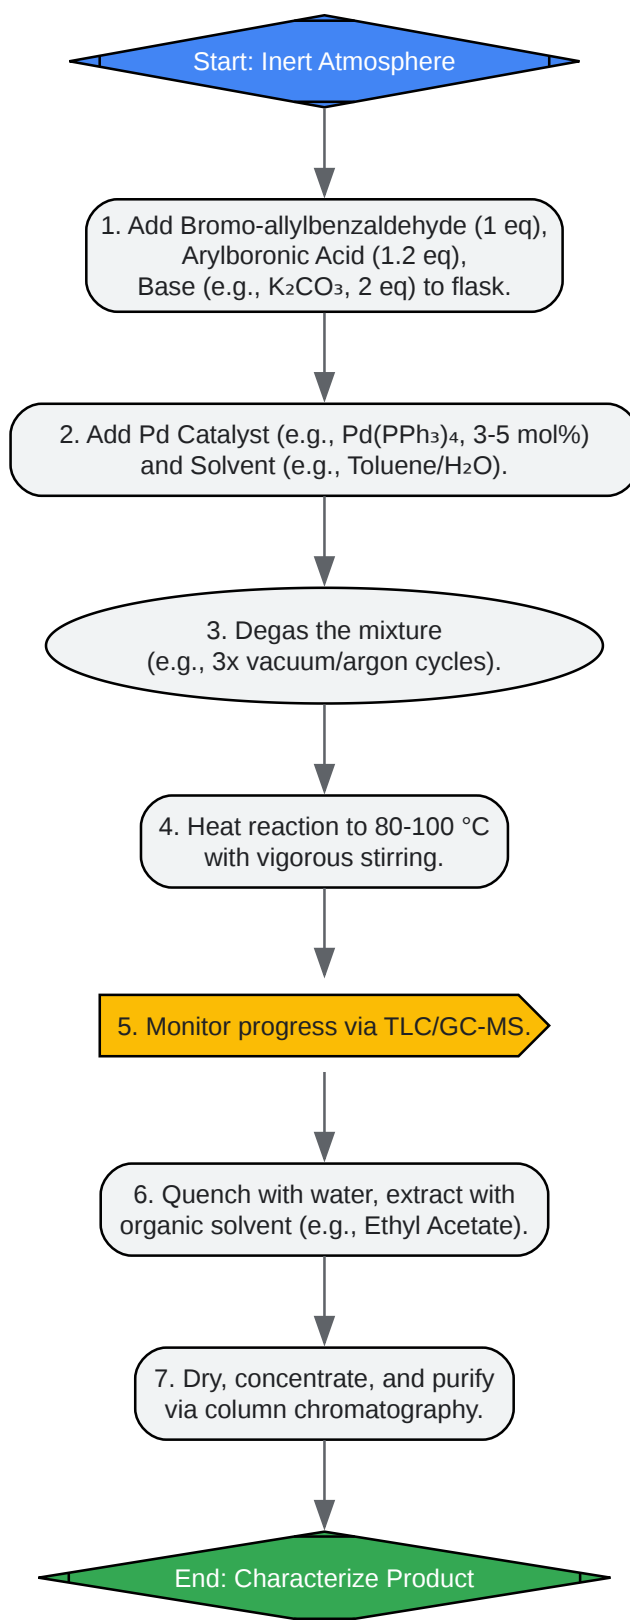 Start: Inert Atmosphere
1. Add Bromo-allylbenzaldehyde (1 eq),
Arylboronic Acid (1.2 eq),
Base (e.g., K₂CO₃, 2 eq) to flask.
2. Add Pd Catalyst (e.g., Pd(PPh₃)₄, 3-5 mol%)
and Solvent (e.g., Toluene/H₂O).
3. Degas the mixture
(e.g., 3x vacuum/argon cycles).
4. Heat reaction to 80-100 °C
with vigorous stirring.
5. Monitor progress via TLC/GC-MS.
6. Quench with water, extract with
organic solvent (e.g., Ethyl Acetate).
7. Dry, concentrate, and purify
via column chromatography.
End: Characterize Product